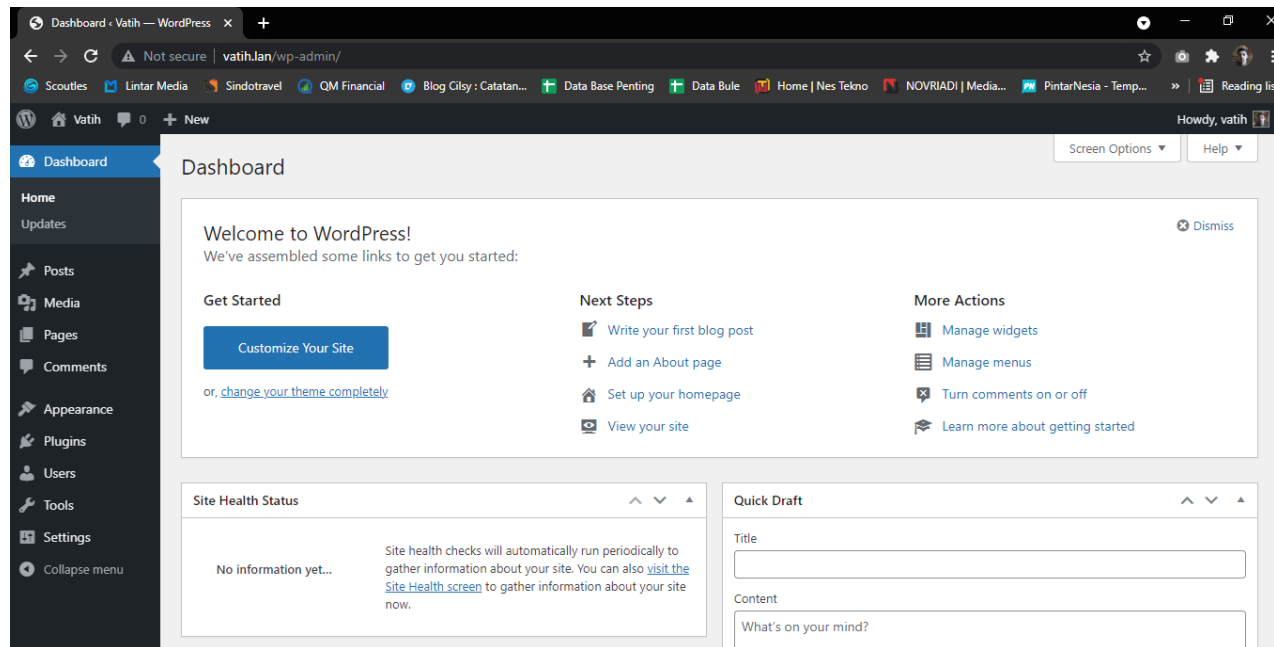 Dashboard ‹ Vatih — WordPress
Not secure | vatih.lan/wp-admin/
Scoutles Lintar Media Sindotravel QM Financial Blog Gilsy : Catatan... Data Base Penting Data Bule Home | Nes Tekno NOVRIADI | Media... PintarNesia - Temp... » Reading lis
Vatih 0 + New Howdy, vatih
Dashboard
Home
Updates
Posts
Media
Pages
Comments
Appearance
Plugins
Users
Tools
Settings
Collapse menu
Screen Options ▼ Help ▼
Dashboard
Welcome to WordPress!
We've assembled some links to get you started:
Dismiss
Get Started
Customize Your Site
or, change your theme completely
Next Steps
Write your first blog post
Add an About page
Set up your homepage
View your site
More Actions
Manage widgets
Manage menus
Turn comments on or off
Learn more about getting started
Site Health Status
No information yet...
Site health checks will automatically run periodically to
gather information about your site. You can also visit the
Site Health screen to gather information about your site
now.
Quick Draft
Title
Content
What's on your mind?